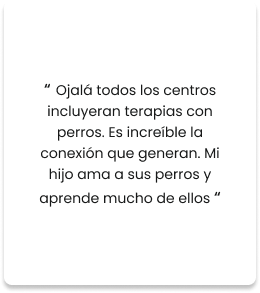 “ Ojalá todos los centros
incluyeran terapias con
perros. Es increíble la
conexión que generan. Mi
hijo ama a sus perros y
aprende mucho de ellos “